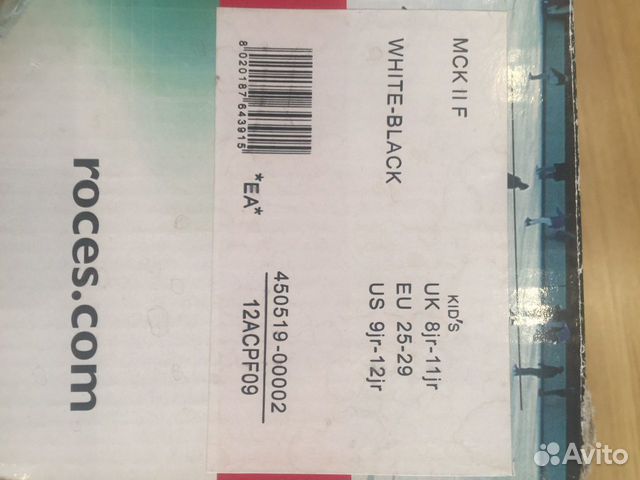 MCK II F
WHITE-BLACK
8 020187 643915
*EA*
KID'S
UK 8jr-11jr
EU 25-29
US 9jr-12jr
450519-00002
12ACPF09
roces.com
Avito